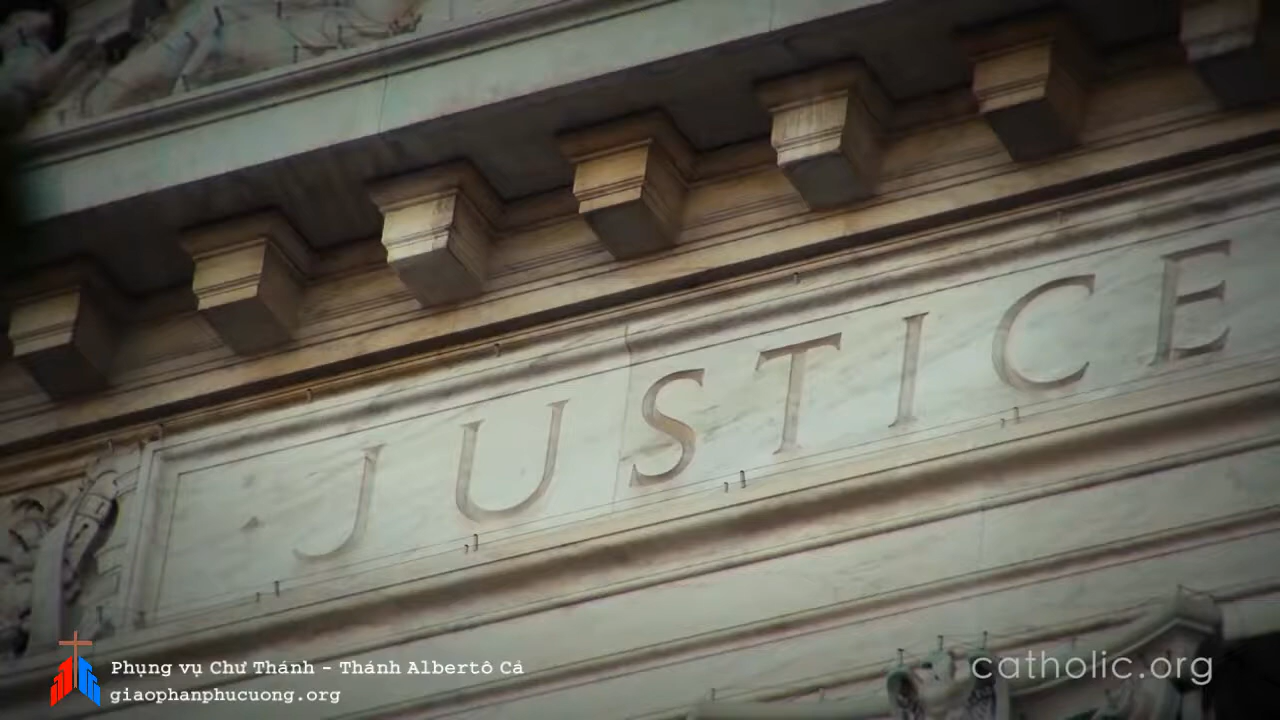 JUSTICE
Phụng vụ Chư Thánh - Thánh Albertô Cả
giaophanphucuong.org
catholic.org